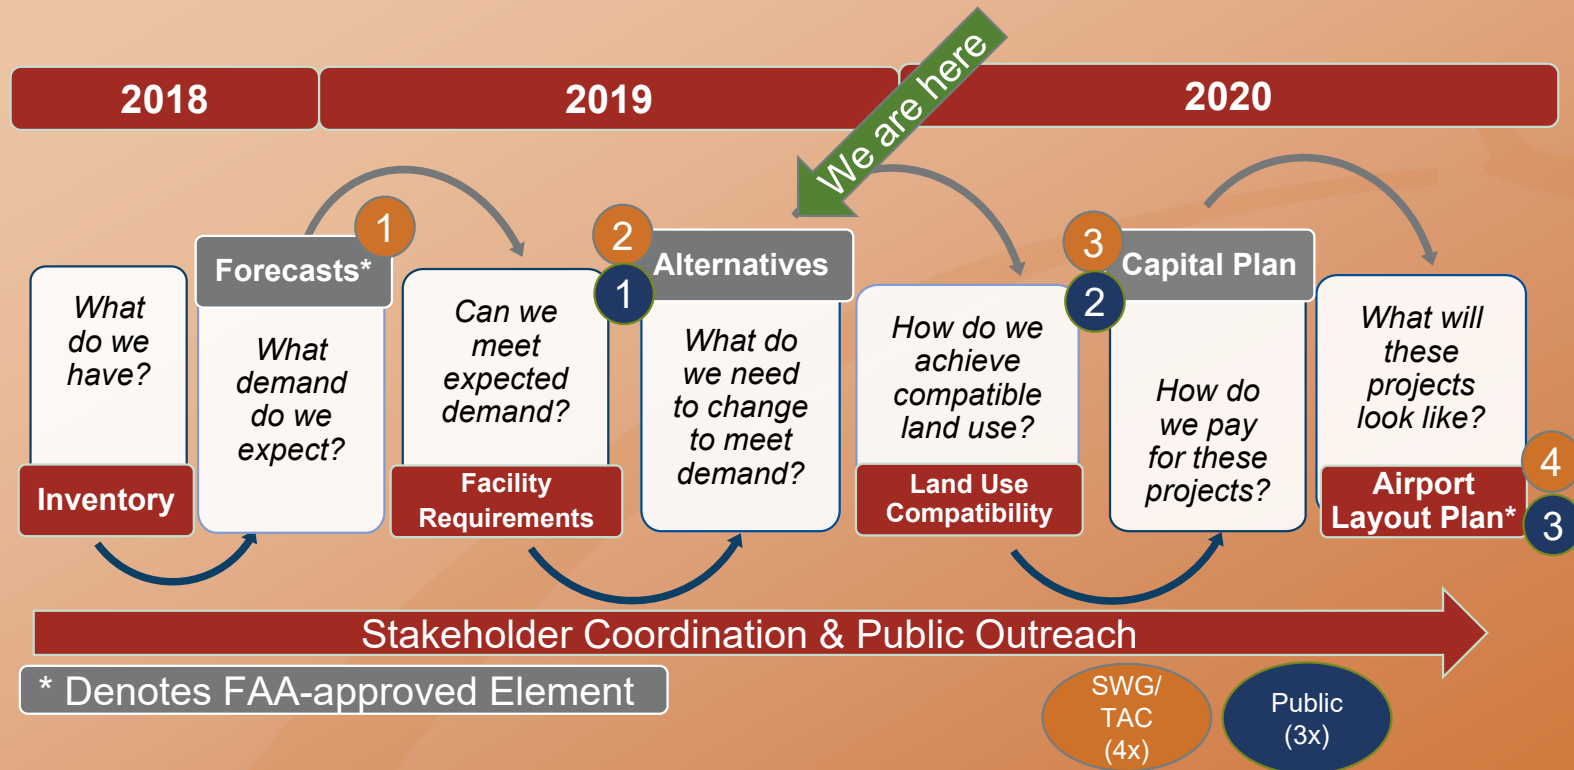 2018
2019
2020
We are here
1
Forecasts*
2
1
Alternatives
3
2
Capital Plan
What
do we
have?
Inventory
What
demand
do we
expect?
Can we
meet
expected
demand?
Facility
Requirements
What do
we need
to change
to meet
demand?
How do we
achieve
compatible
land use?
Land Use
Compatibility
How do
we pay
for these
projects?
What will
these
projects
look like?
Airport
Layout Plan*
4
3
Stakeholder Coordination & Public Outreach
* Denotes FAA-approved Element
SWG/
TAC
(4x)
Public
(3x)